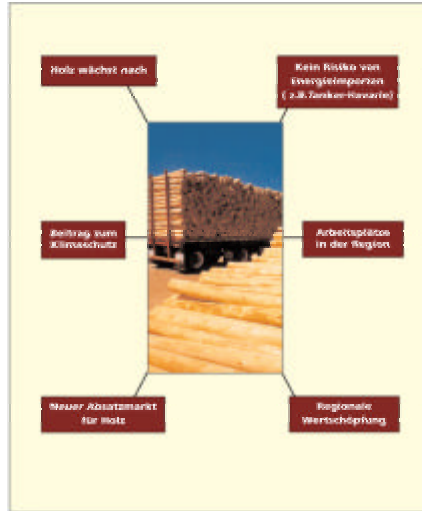 Holz wächst nach
Kein Risiko von
Energieimporten
(z.B.Tanker-Havarie)
Beitrag zum
Klimaschutz
Arbeitsplätze
in der Region
Neuer Absatzmarkt
für Holz
Regionale
Wertschöpfung